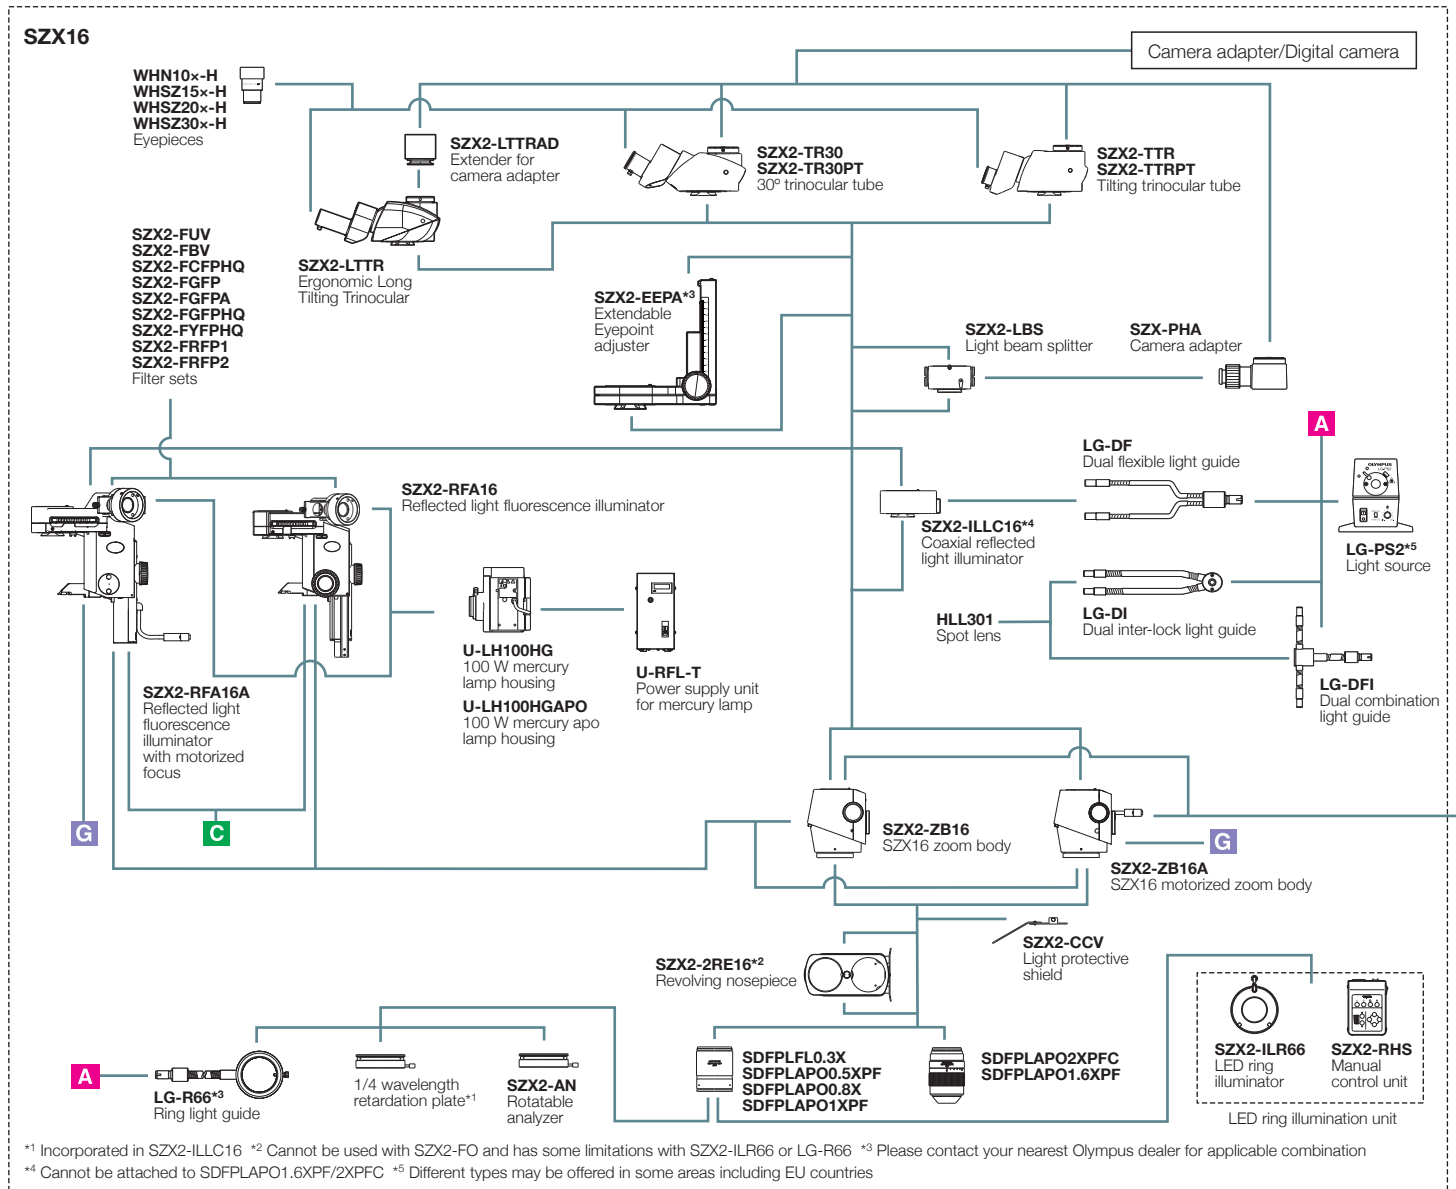 SZX16
Camera adapter/Digital camera
WHN10×-H
WHSZ15×-H
WHSZ20×-H
WHSZ30×-H
Eyepieces
SZX2-LTTRAD
Extender for
camera adapter
SZX2-TR30
SZX2-TR30PT
30º trinocular tube
SZX2-TTR
SZX2-TTRPT
Tilting trinocular tube
SZX2-FUV
SZX2-FBV
SZX2-FCFPHQ
SZX2-FGFP
SZX2-FGFPA
SZX2-FGFPHQ
SZX2-FYFPHQ
SZX2-FRFP1
SZX2-FRFP2
Filter sets
SZX2-LTTR
Ergonomic Long
Tilting Trinocular
SZX2-EEPA*3
Extendable
Eyepoint
adjuster
SZX2-LBS
Light beam splitter
SZX-PHA
Camera adapter
A
LG-DF
Dual flexible light guide
OLYMPUS
LG-PS2*5
Light source
SZX2-RFA16
Reflected light fluorescence illuminator
SZX2-ILLC16*4
Coaxial reflected
light illuminator
HLL301
Spot lens
LG-DI
Dual inter-lock light guide
LG-DFI
Dual combination
light guide
U-LH100HG
100 W mercury
lamp housing
U-LH100HGAPO
100 W mercury apo
lamp housing
U-RFL-T
Power supply unit
for mercury lamp
SZX2-RFA16A
Reflected light
fluorescence
illuminator
with motorized
focus
G
C
SZX2-ZB16
SZX16 zoom body
G
SZX2-ZB16A
SZX16 motorized zoom body
SZX2-CCV
Light protective
shield
SZX2-2RE16*2
Revolving nosepiece
SZX2-ILR66
LED ring
illuminator
SZX2-RHS
Manual
control unit
LED ring illumination unit
A
LG-R66*3
Ring light guide
1/4 wavelength
retardation plate*1
SZX2-AN
Rotatable
analyzer
SDFPLFL0.3X
SDFPLAPO0.5XPF
SDFPLAPO0.8X
SDFPLAPO1XPF
SDFPLAPO2XPFC
SDFPLAPO1.6XPF
*1 Incorporated in SZX2-ILLC16 *2 Cannot be used with SZX2-FO and has some limitations with SZX2-ILR66 or LG-R66 *3 Please contact your nearest Olympus dealer for applicable combination
*4 Cannot be attached to SDFPLAPO1.6XPF/2XPFC *5 Different types may be offered in some areas including EU countries